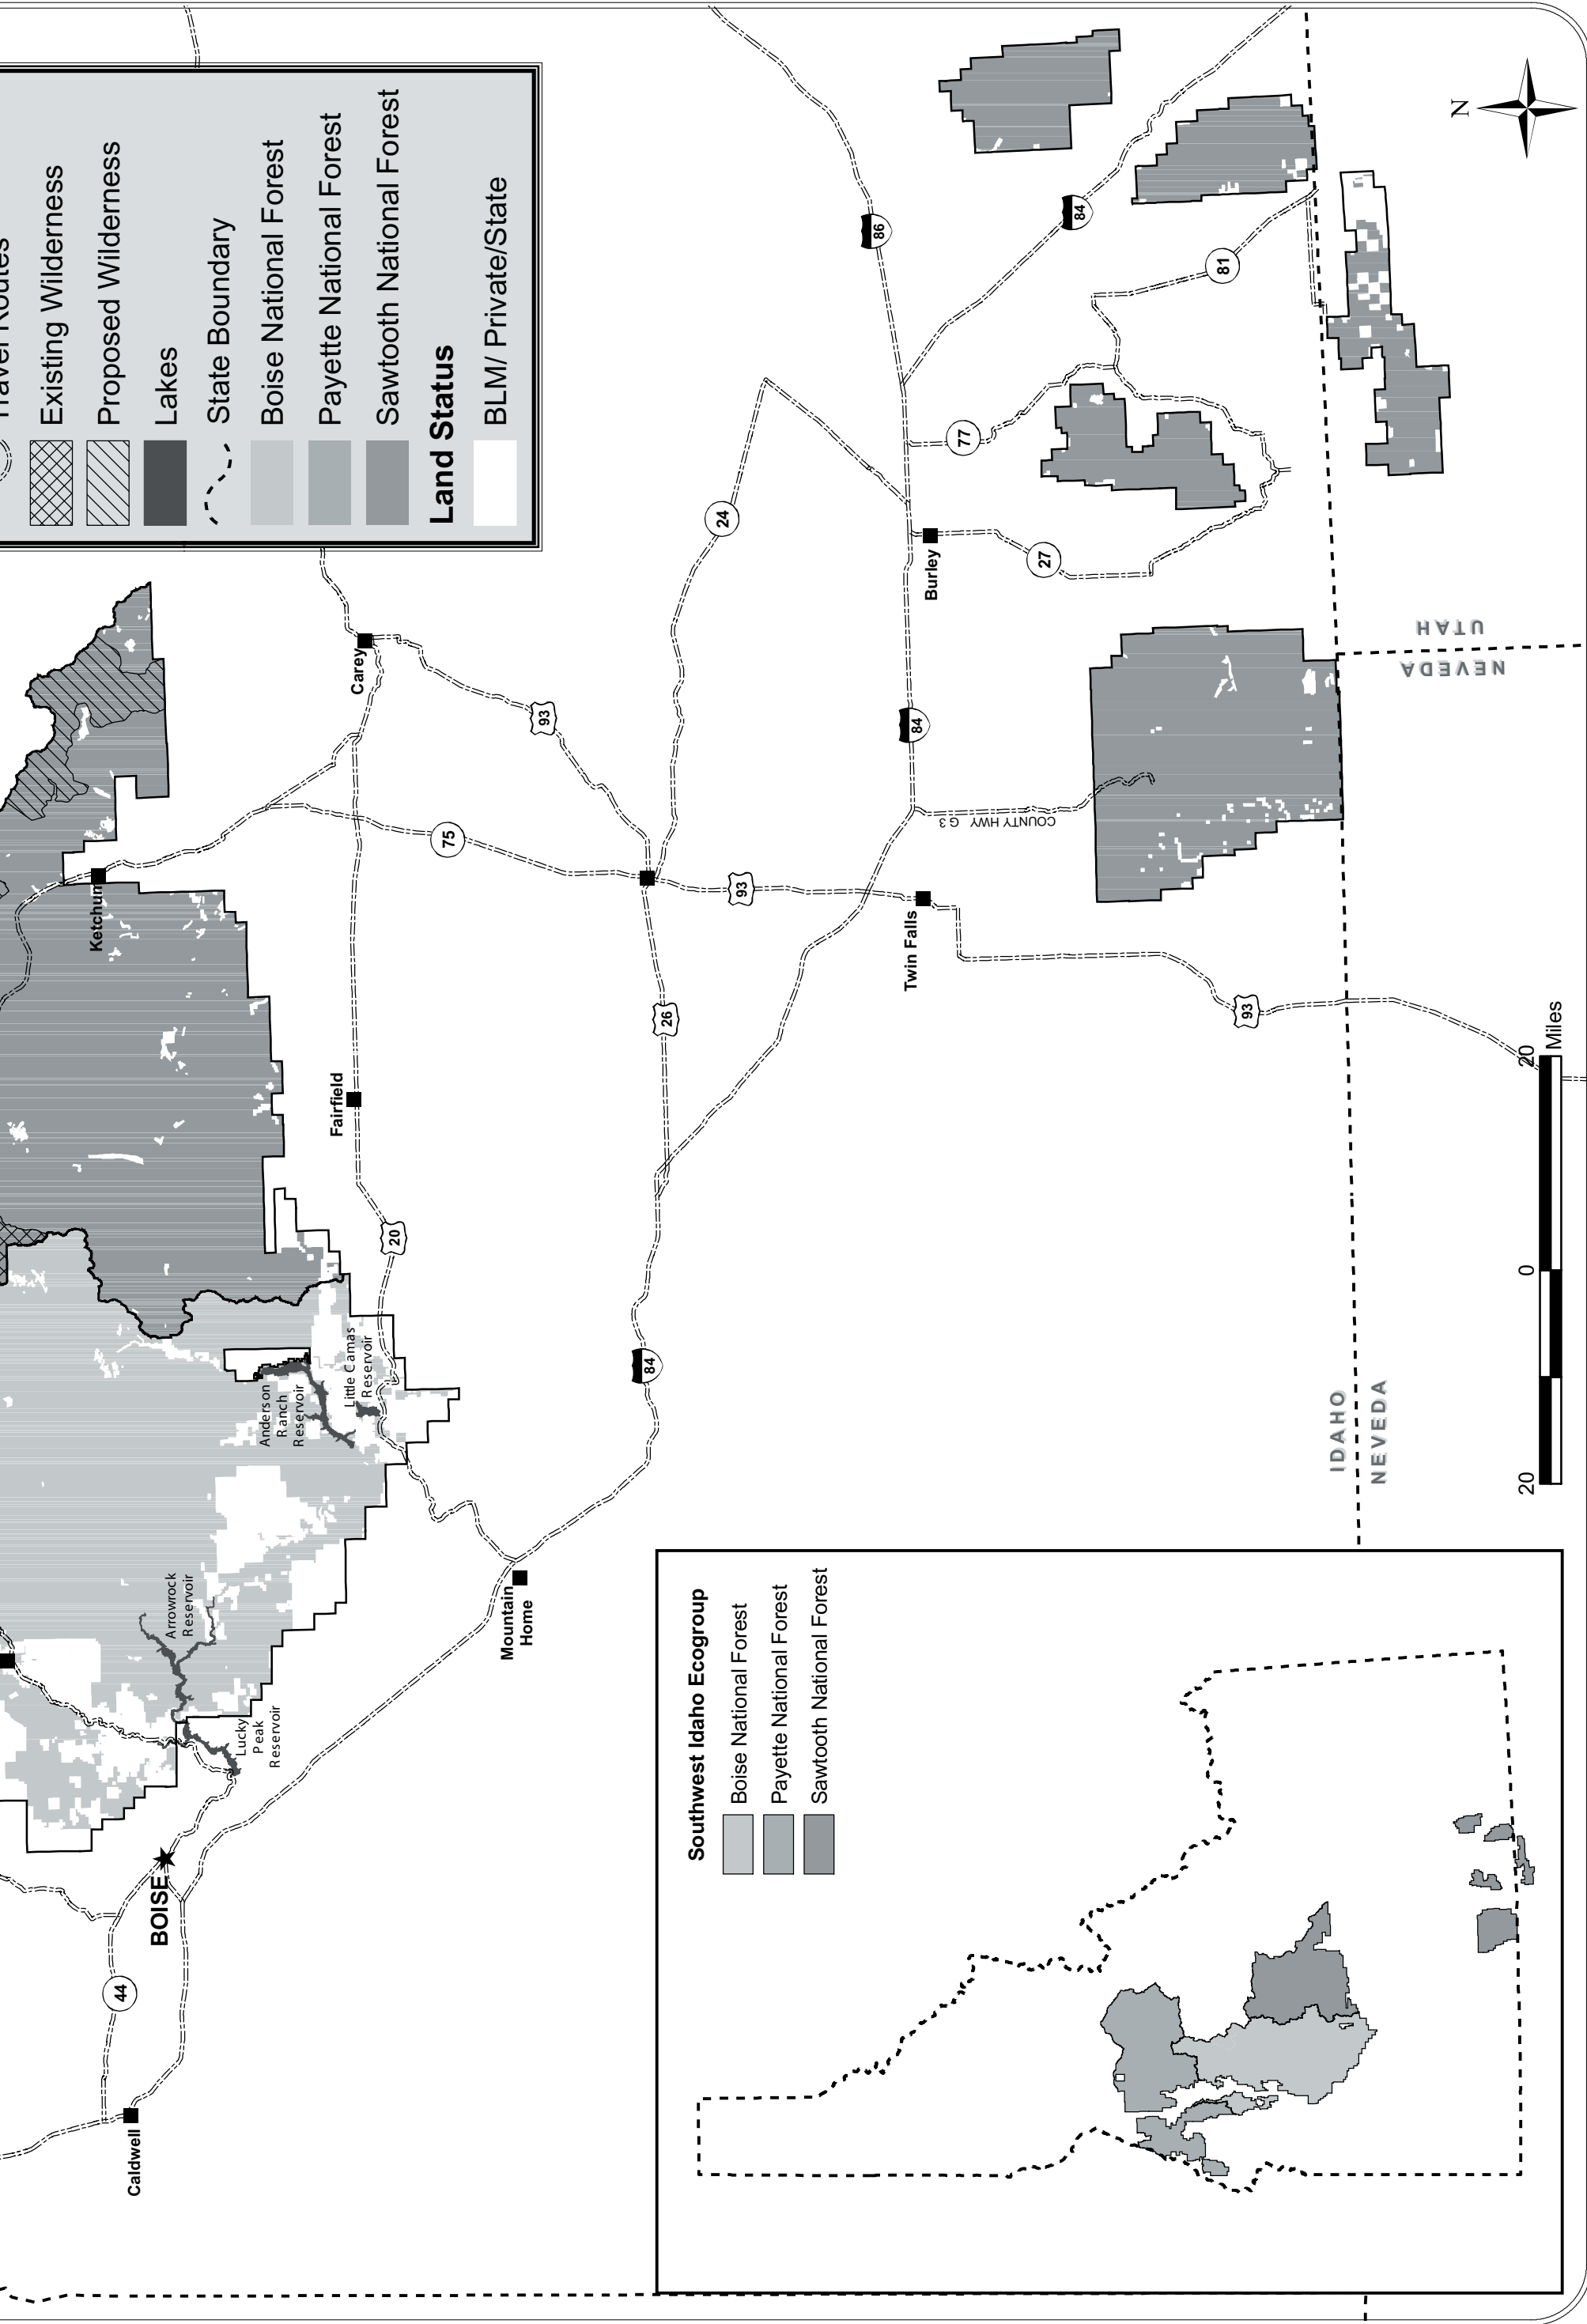 Travel Routes
Existing Wilderness
Proposed Wilderness
Lakes
State Boundary
Boise National Forest
Payette National Forest
Sawtooth National Forest
Land Status
BLM/ Private/State
Ketchum
Carey
Fairfield
Anderson
Ranch
Reservoir
Little Camas
Reservoir
Arrowrock
Reservoir
Lucky
Peak
Reservoir
BOISE
Caldwell
Mountain
Home
Twin Falls
Burley
44
20
75
93
24
26
93
84
84
86
84
77
27
81
93
COUNTY HWY G3
IDAHO
NEVEDA
UTAH
NEVEDA
N
20
0
20
Miles
Southwest Idaho Ecogroup
Boise National Forest
Payette National Forest
Sawtooth National Forest